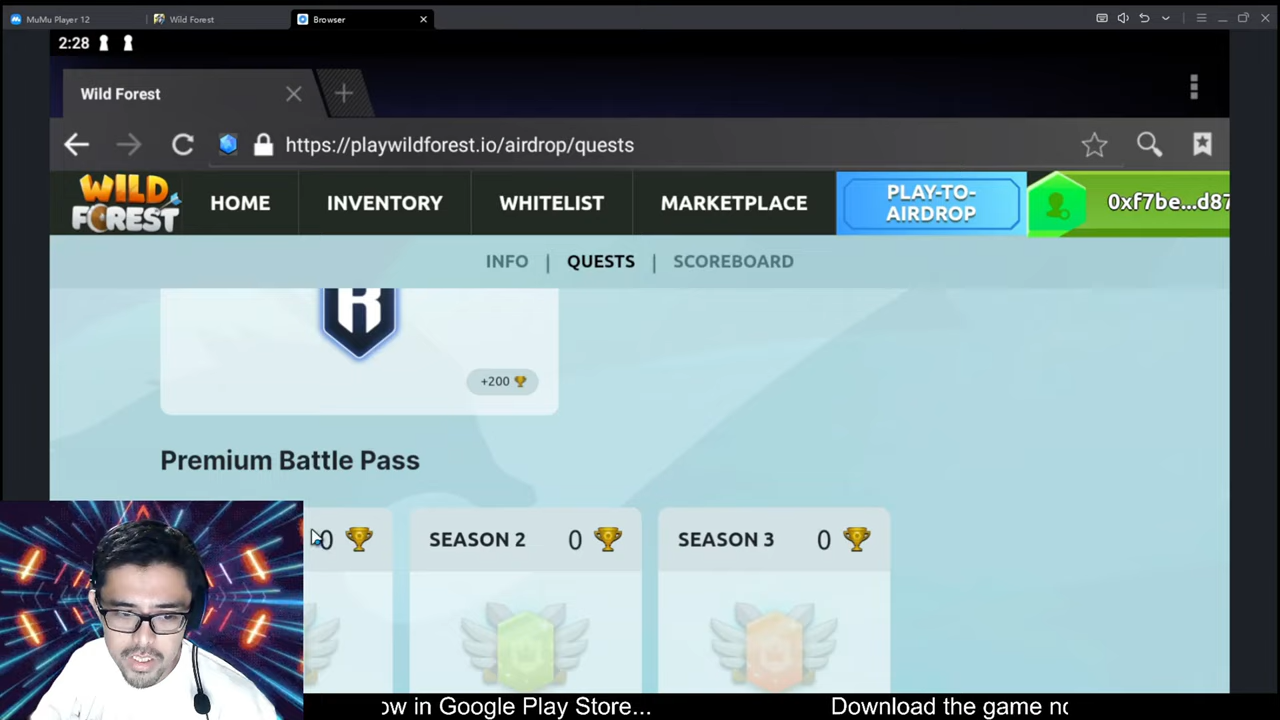 MuMu Player 12
Wild Forest
Browser
2:28
Wild Forest
https://playwildforest.io/airdrop/quests
WILD FOREST
HOME
INVENTORY
WHITELIST
MARKETPLACE
PLAY-TO-
AIRDROP
0xf7be...d87
INFO | QUESTS | SCOREBOARD
R
+200
Premium Battle Pass
0
SEASON 2 0
SEASON 3 0
ow in Google Play Store...
Download the game no